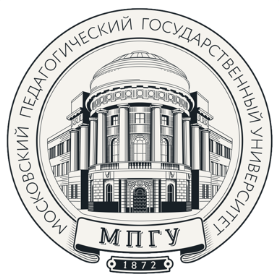 МОСКОВСКИЙ ПЕДАГОГИЧЕСКИЙ ГОСУДАРСТВЕННЫЙ УНИВЕРСИТЕТ
МПГУ
1872